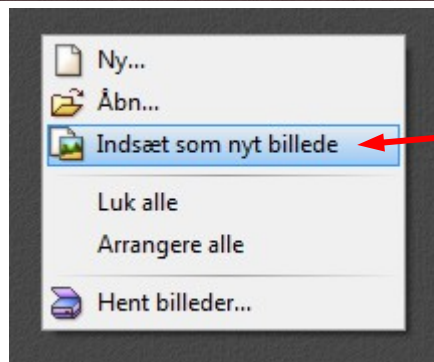 Ny...
Åbn...
Indsæt som nyt billede
Luk alle
Arrangere alle
Hent billeder...